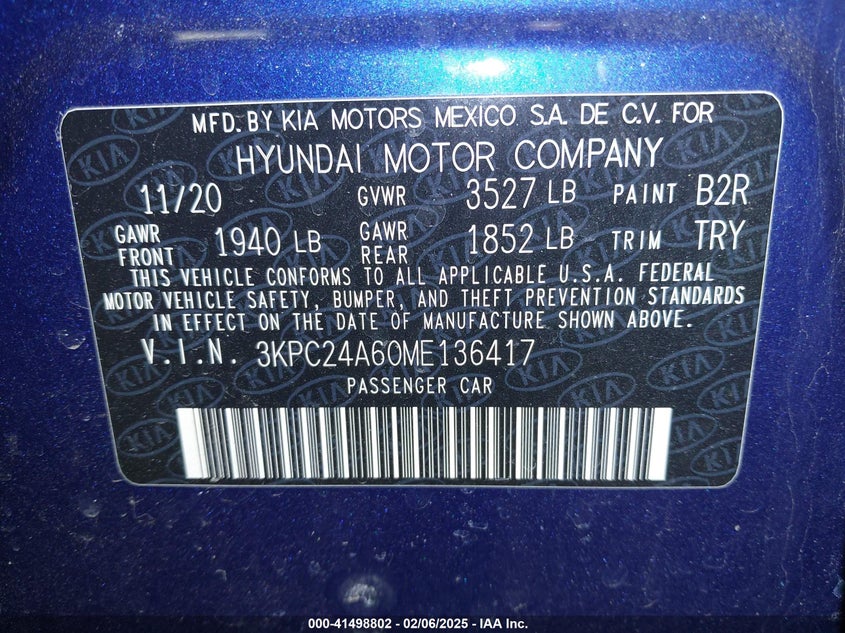 MFD. BY KIA MOTORS MEXICO S.A. DE C.V. FOR
HYUNDAI MOTOR COMPANY
11/20 GVWR 3527 LB PAINT B2R
GAWR FRONT 1940 LB GAWR REAR 1852 LB TRIM TRY
THIS VEHICLE CONFORMS TO ALL APPLICABLE U.S.A. FEDERAL
MOTOR VEHICLE SAFETY, BUMPER, AND THEFT PREVENTION STANDARDS
IN EFFECT ON THE DATE OF MANUFACTURE SHOWN ABOVE.
V.I.N. 3KPC24A60ME136417
PASSENGER CAR
000-41498802 - 02/06/2025 - IAA Inc.